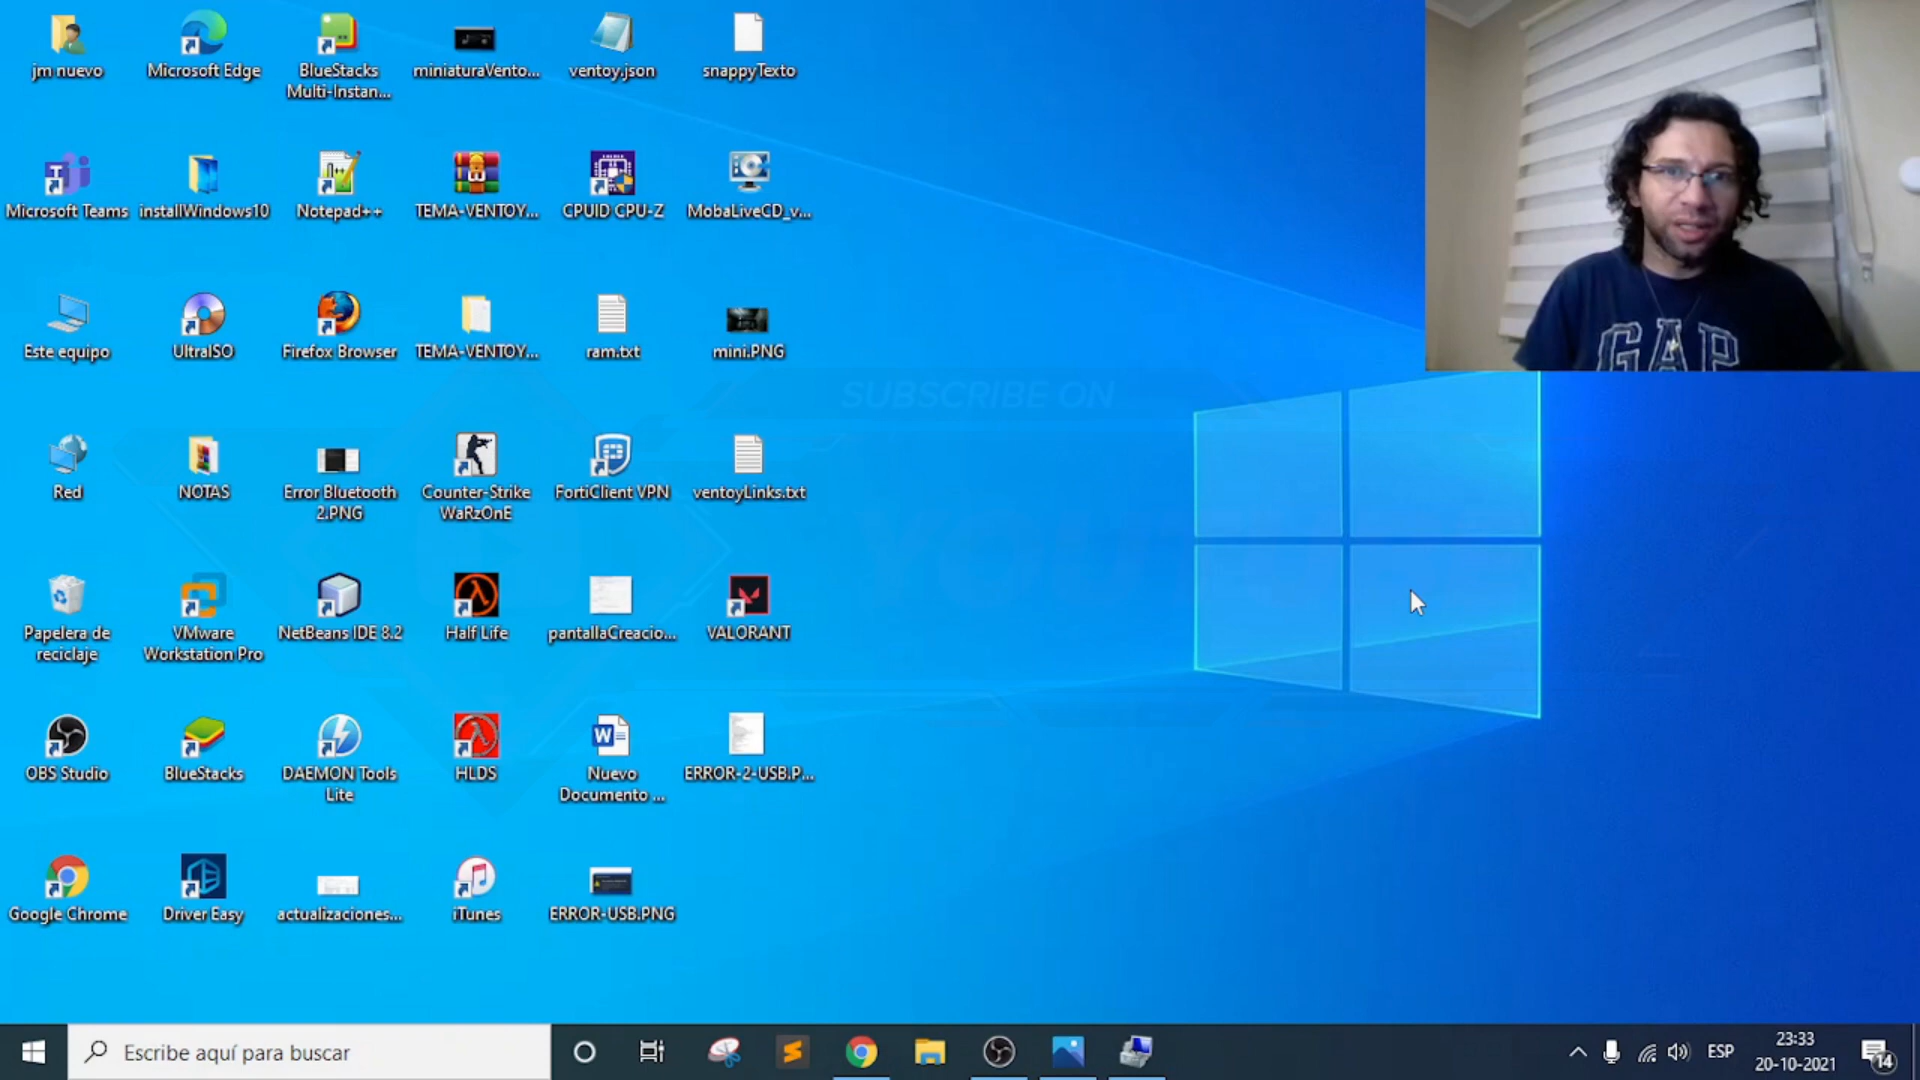 jm nuevo
Microsoft Edge
BlueStacks
Multi-Instan...
miniaturaVento...
ventoy.json
snappyTexto
Microsoft Teams
installWindows10
Notepad++
TEMA-VENTOY...
CPUID CPU-Z
MobaLiveCD_v...
Este equipo
UltraISO
Firefox Browser
TEMA-VENTOY...
ram.txt
mini.PNG
GAP
SUBSCRIBE ON
Red
NOTAS
Error Bluetooth
2.PNG
Counter-Strike
WaRzOnE
FortiClient VPN
ventoyLinks.txt
Papelera de
reciclaje
VMware
Workstation Pro
NetBeans IDE 8.2
Half Life
pantallaCreacio...
VALORANT
OBS Studio
BlueStacks
DAEMON Tools
Lite
HLDS
Nuevo
Documento ...
ERROR-2-USB.P...
Google Chrome
Driver Easy
actualizaciones...
iTunes
ERROR-USB.PNG
Escribe aquí para buscar
ESP
23:33
20-10-2021
14